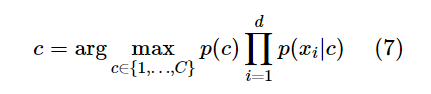 c = arg max_{c∈{1,...,C}} p(c) ∏_{i=1}^{d} p(x_i|c) (7)